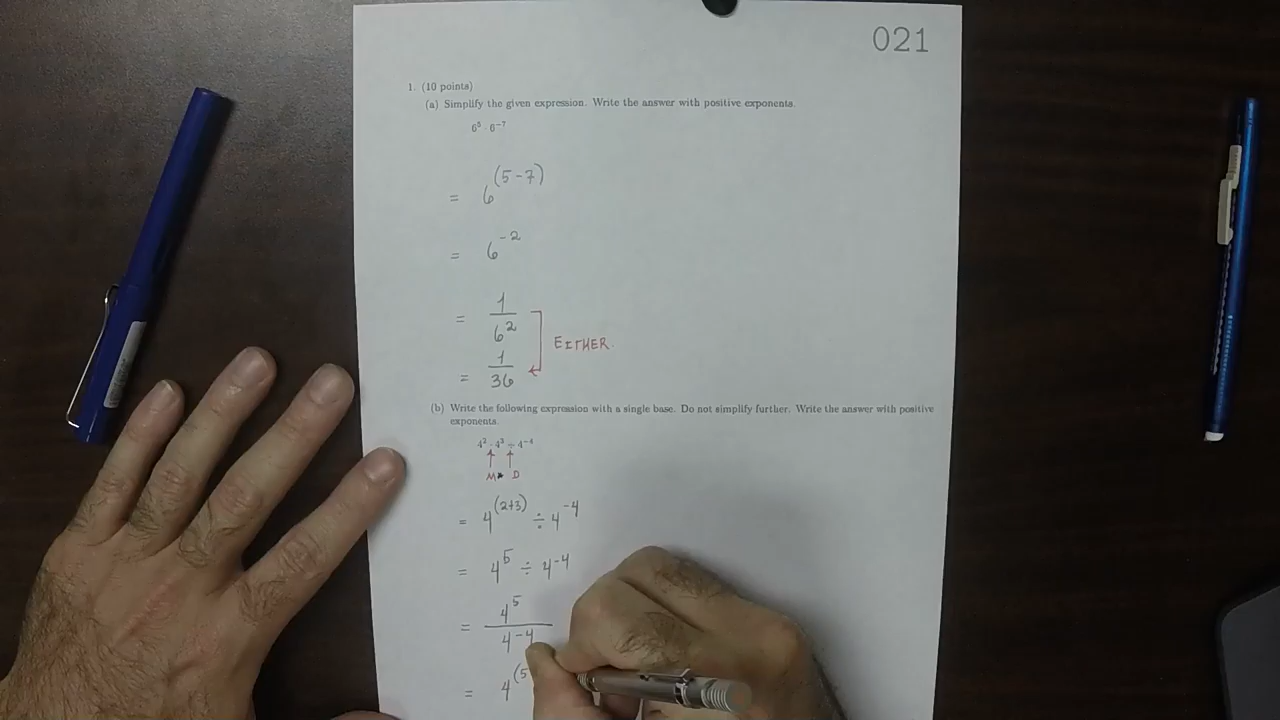 021
1. (10 points)
(a) Simplify the given expression. Write the answer with positive exponents.
6⁵ · 6⁻⁷
= 6^(5-7)
= 6⁻²
= 1/6²
EITHER.
= 1/36
(b) Write the following expression with a single base. Do not simplify further. Write the answer with positive
exponents.
4² · 4³ ÷ 4⁻⁴
M D
= 4^(2+3) ÷ 4⁻⁴
= 4⁵ ÷ 4⁻⁴
= 4⁵/4⁻⁴
= 4^(5